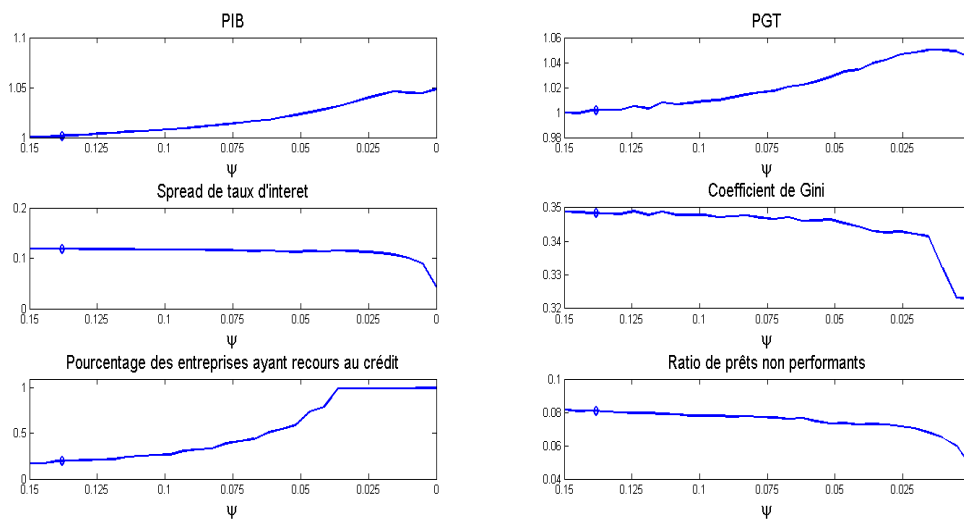 PIB
1.1
1.05
1
0.15 0.125 0.1 0.075 0.05 0.025 0
ψ
PGT
1.06
1.04
1.02
1
0.98
0.15 0.125 0.1 0.075 0.05 0.025
ψ
Spread de taux d'interet
0.2
0.1
0
0.15 0.125 0.1 0.075 0.05 0.025 0
ψ
Coefficient de Gini
0.35
0.34
0.33
0.32
0.15 0.125 0.1 0.075 0.05 0.025
ψ
Pourcentage des entreprises ayant recours au crédit
1
0.5
0
0.15 0.125 0.1 0.075 0.05 0.025 0
ψ
Ratio de prêts non performants
0.1
0.08
0.06
0.04
0.15 0.125 0.1 0.075 0.05 0.025
ψ